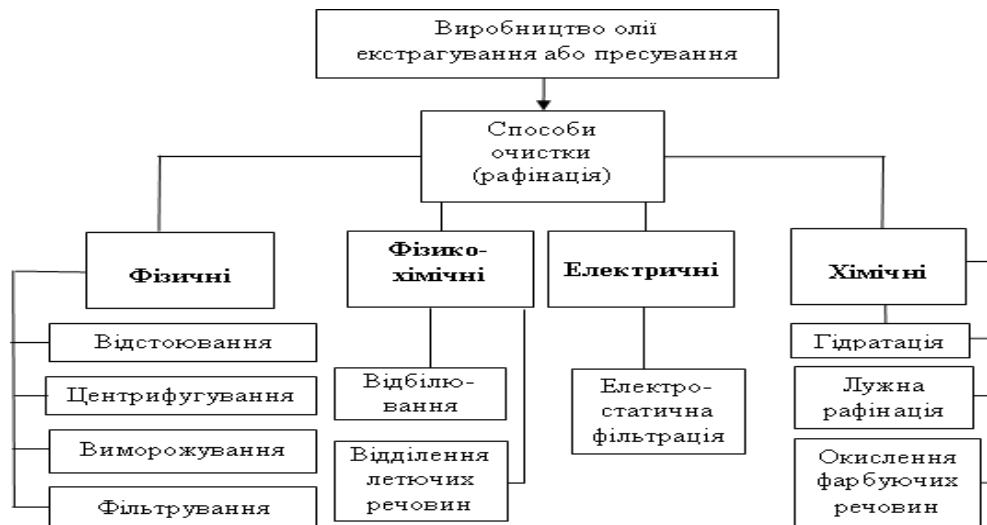 Виробництво олії
екстрагування або пресування
Способи
очистки
(рафінація)
Фізичні
Фізико-
хімічні
Електричні
Хімічні
Відстоювання
Центрифугування
Виморожування
Фільтрування
Відбілю-
вання
Відділення
летючих
речовин
Електро-
статична
фільтрація
Гідратація
Лужна
рафінація
Окислення
фарбуючих
речовин